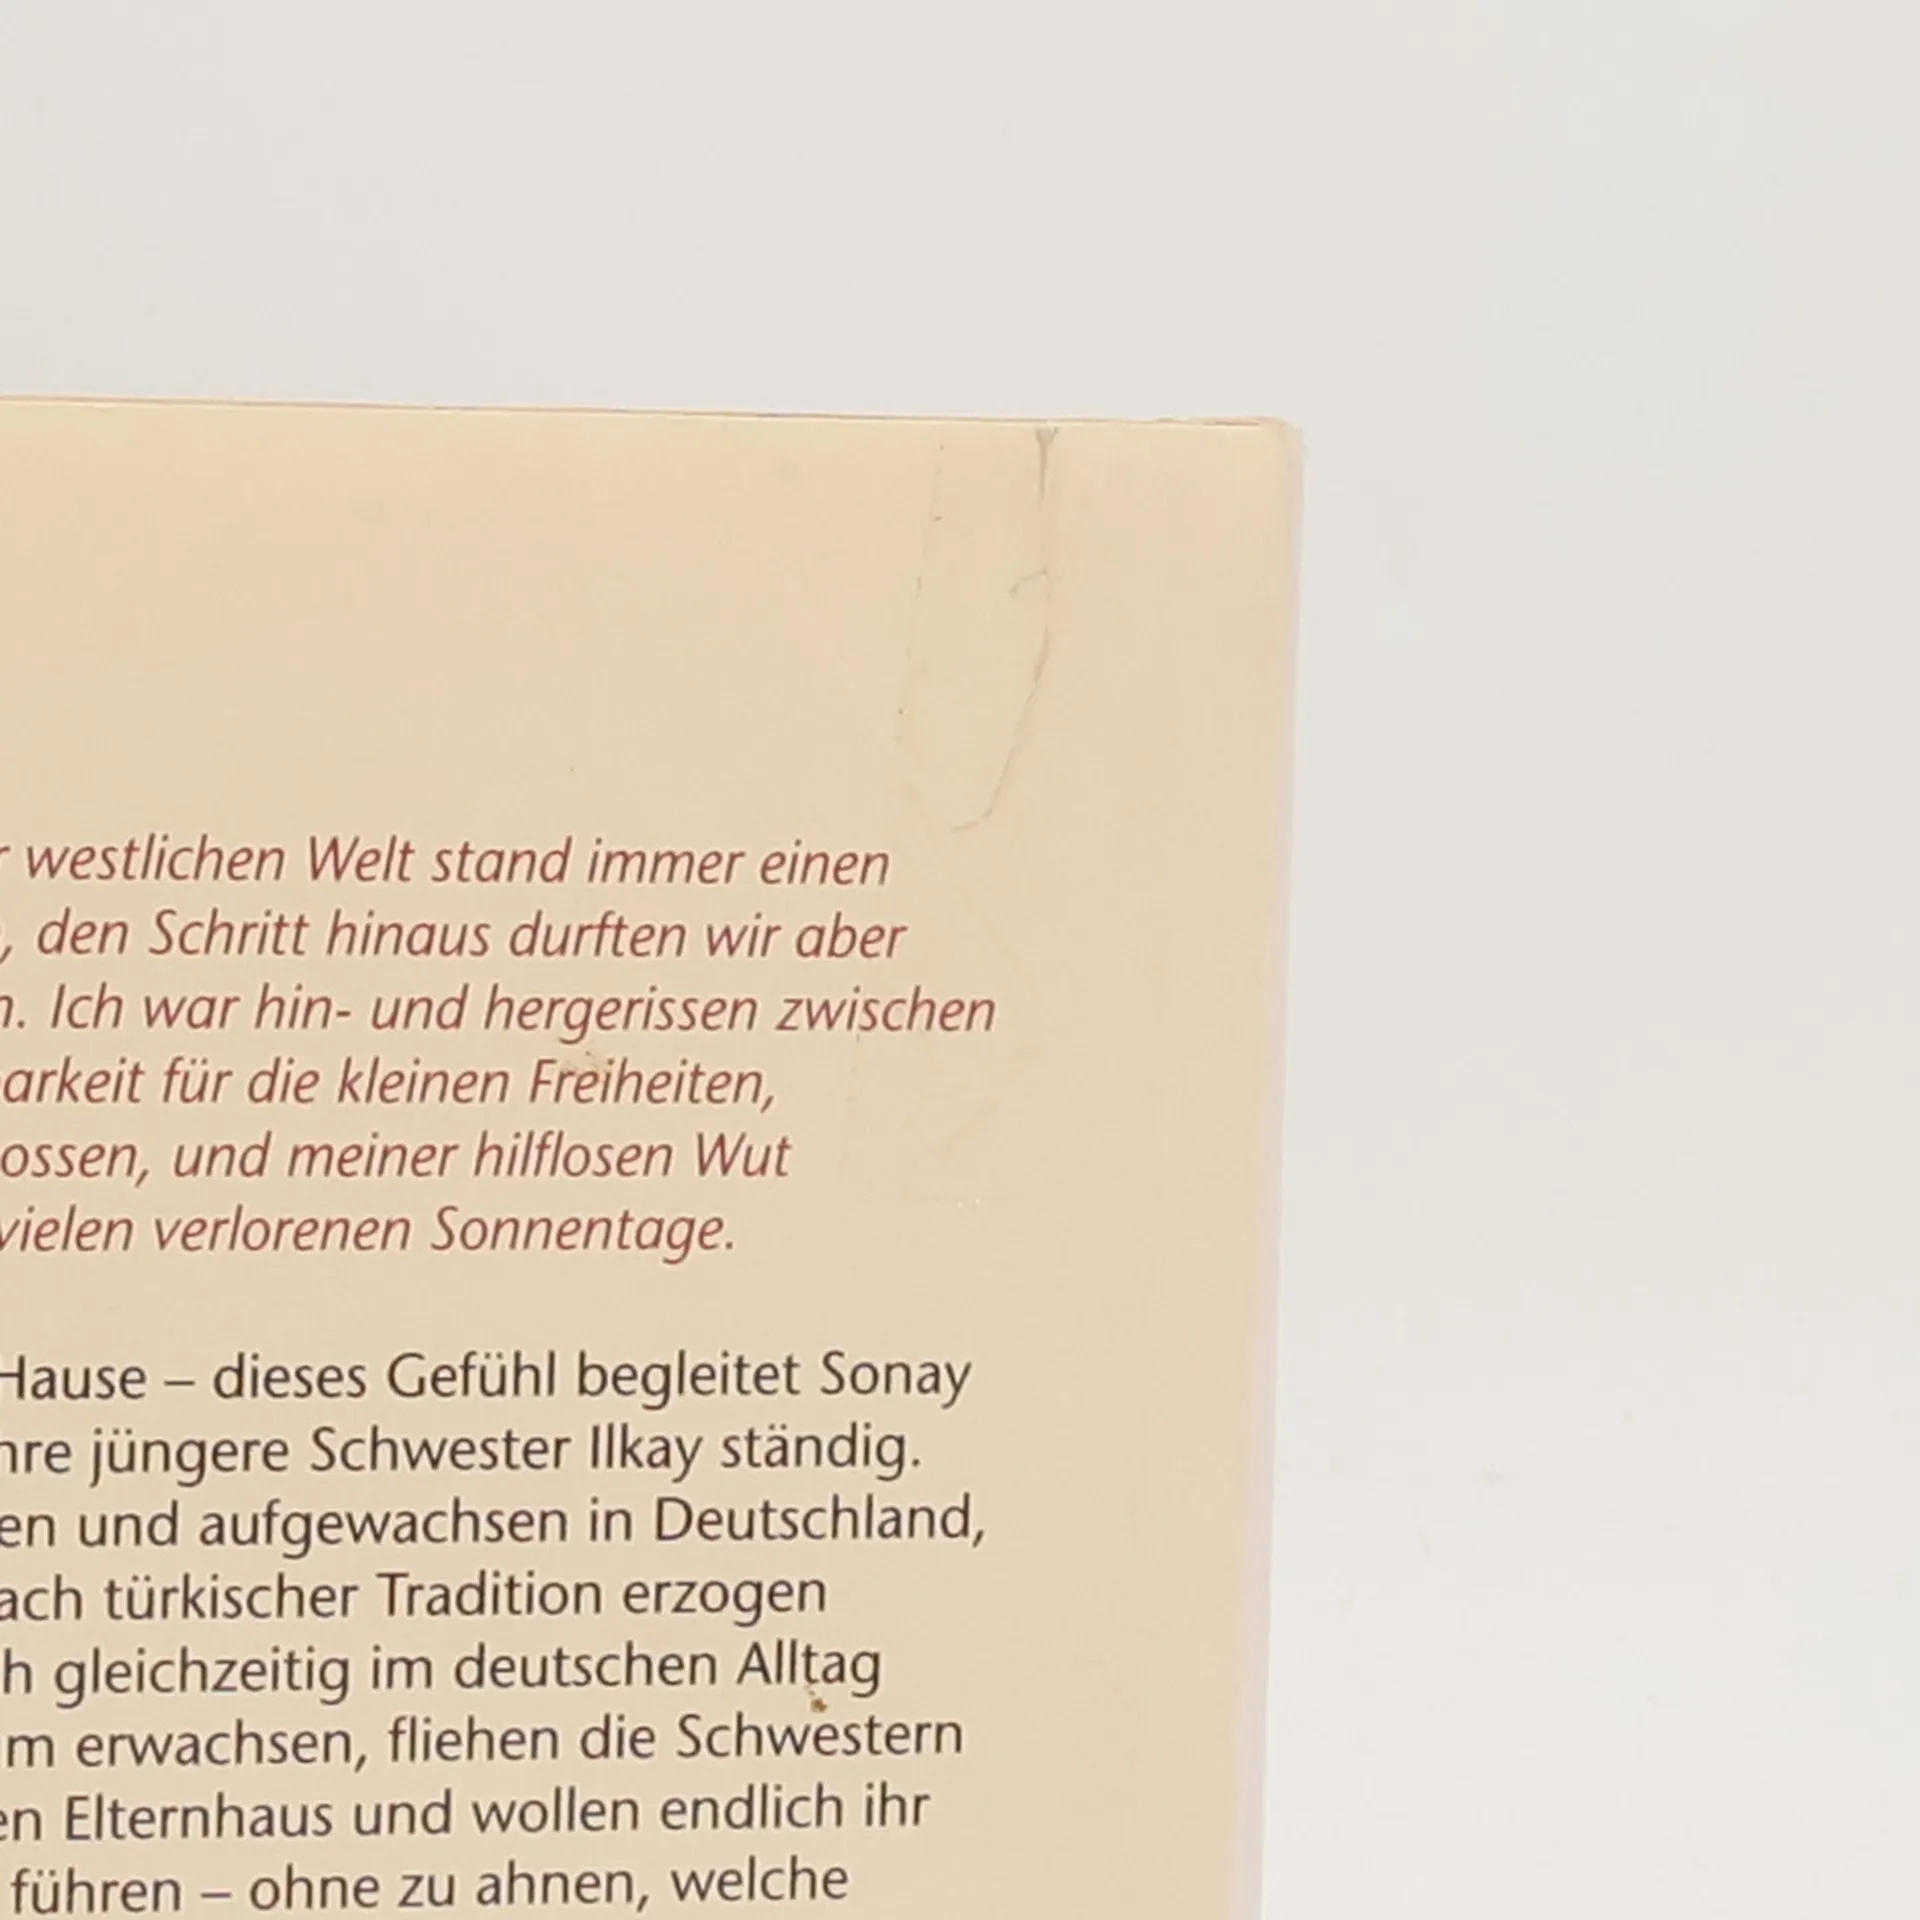 westlichen Welt stand immer einen
, den Schritt hinaus durften wir aber
. Ich war hin- und hergerissen zwischen
arkeit für die kleinen Freiheiten,
ossen, und meiner hilflosen Wut
vielen verlorenen Sonnentage.
Hause – dieses Gefühl begleitet Sonay
hre jüngere Schwester Ilkay ständig.
en und aufgewachsen in Deutschland,
ach türkischer Tradition erzogen
h gleichzeitig im deutschen Alltag
m erwachsen, fliehen die Schwestern
en Elternhaus und wollen endlich ihr
führen – ohne zu ahnen, welche